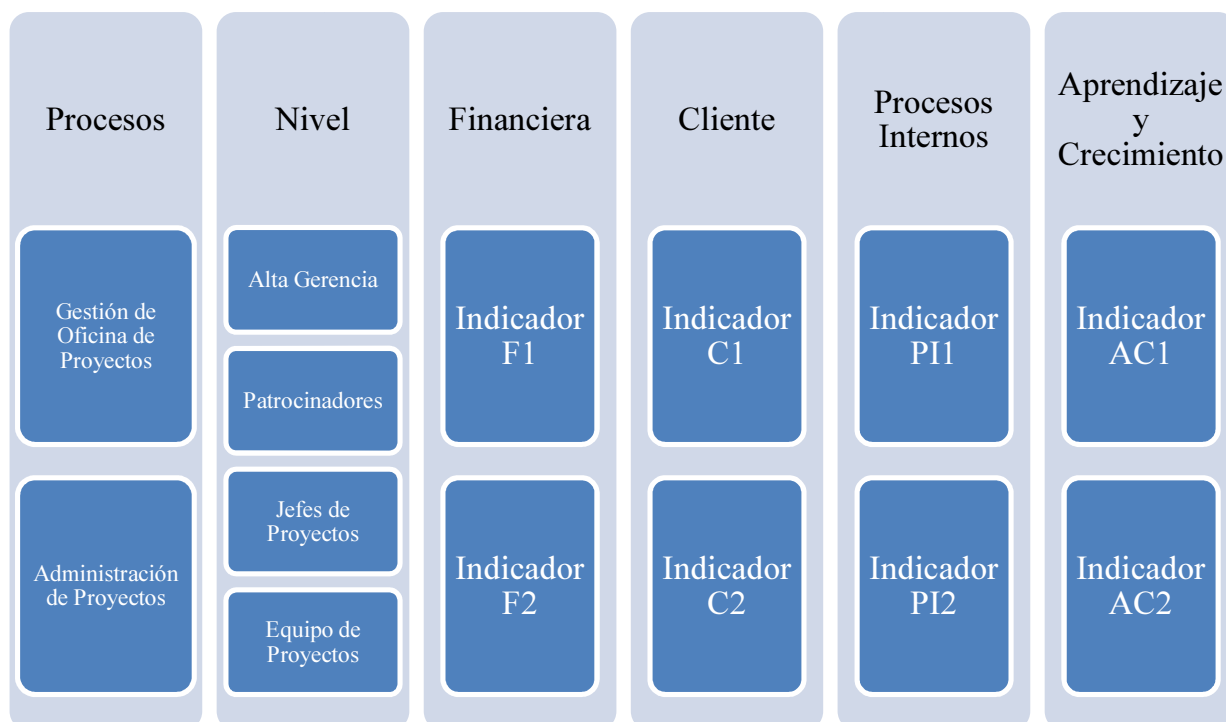 Procesos
Nivel
Financiera
Cliente
Procesos
Internos
Aprendizaje
y
Crecimiento
Gestión de
Oficina de
Proyectos
Administración
de Proyectos
Alta Gerencia
Patrocinadores
Jefes de
Proyectos
Equipo de
Proyectos
Indicador
F1
Indicador
F2
Indicador
C1
Indicador
C2
Indicador
PI1
Indicador
PI2
Indicador
AC1
Indicador
AC2